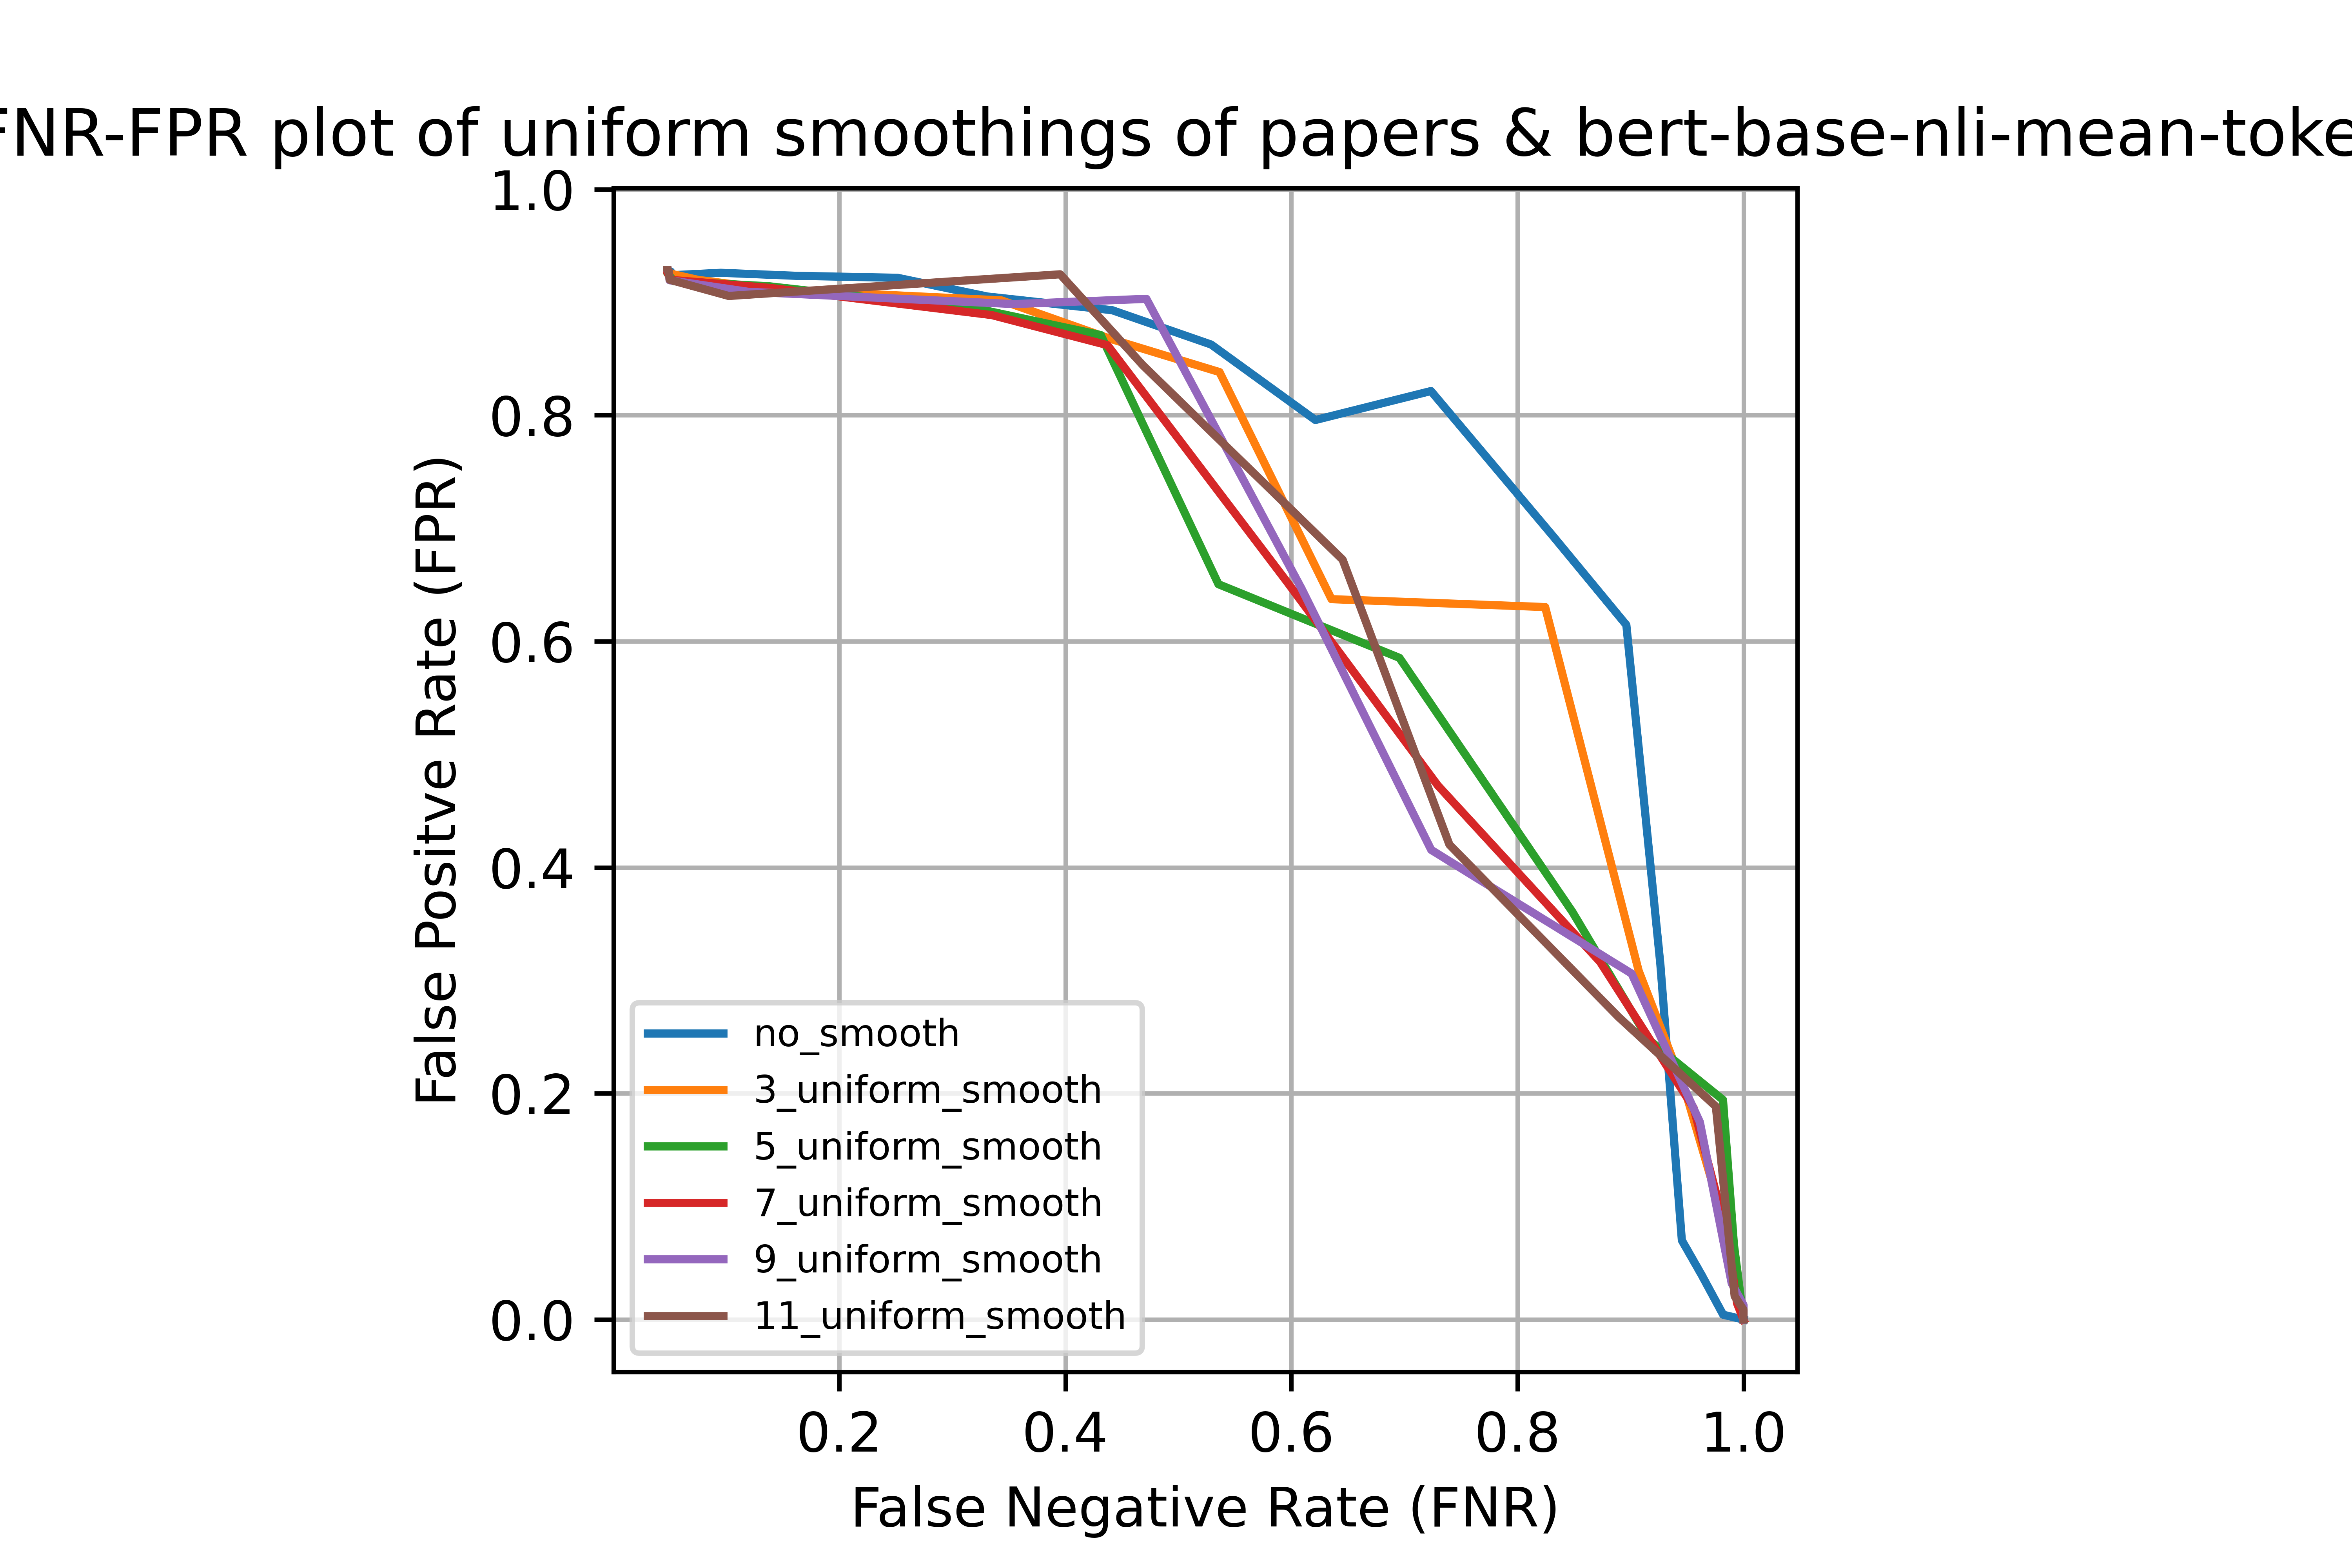 FNR-FPR plot of uniform smoothings of papers & bert-base-nli-mean-toke
1.0
0.8
0.6
0.4
0.2
0.0
False Positve Rate (FPR)
no_smooth
3_uniform_smooth
5_uniform_smooth
7_uniform_smooth
9_uniform_smooth
11_uniform_smooth
0.2 0.4 0.6 0.8 1.0
False Negative Rate (FNR)